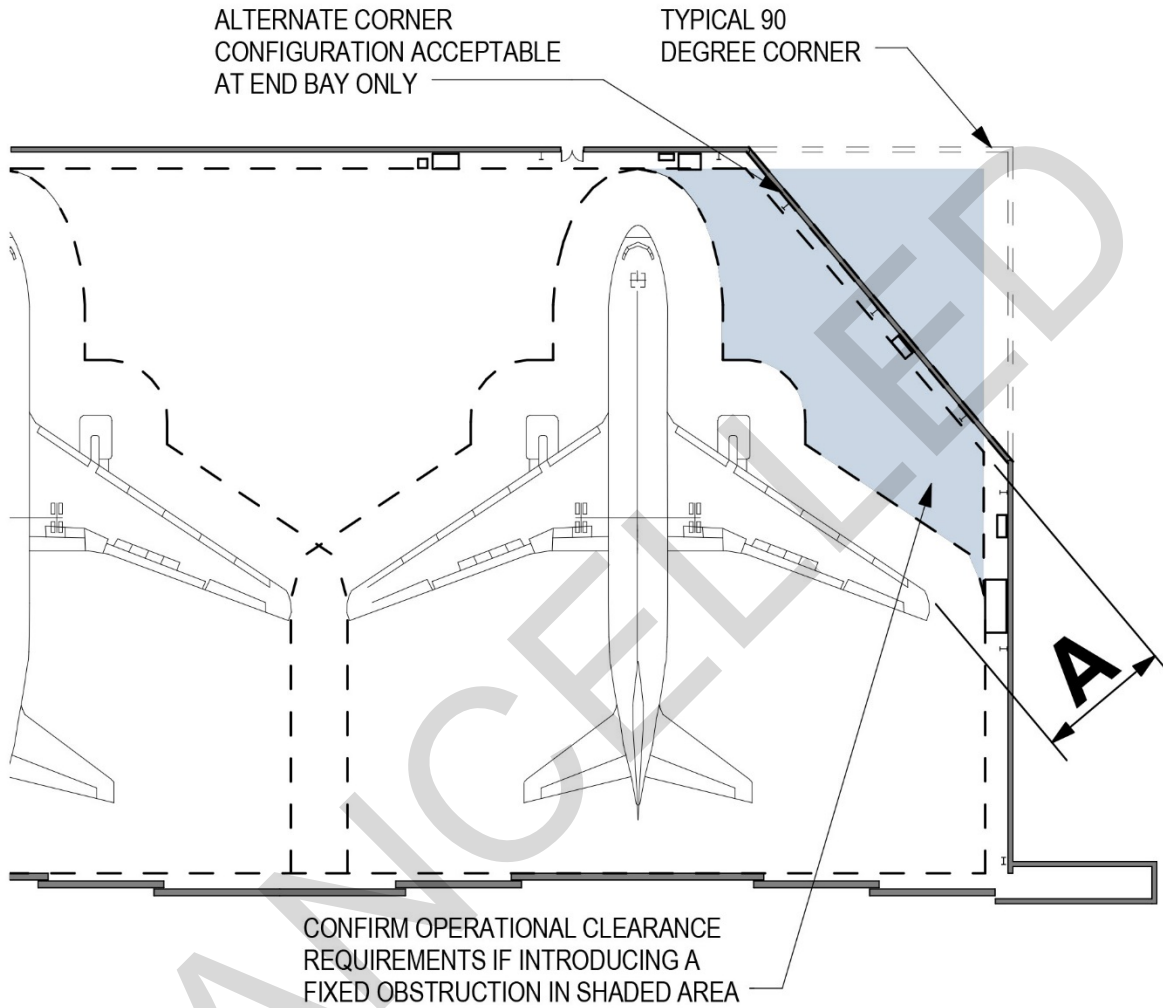 ALTERNATE CORNER
CONFIGURATION ACCEPTABLE
AT END BAY ONLY
TYPICAL 90
DEGREE CORNER
A
CONFIRM OPERATIONAL CLEARANCE
REQUIREMENTS IF INTRODUCING A
FIXED OBSTRUCTION IN SHADED AREA
ANCELLED